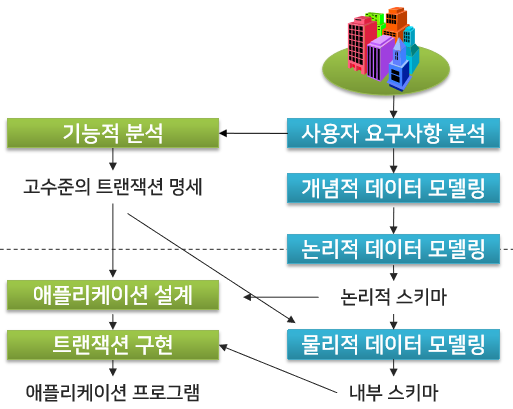 기능적 분석
사용자 요구사항 분석
고수준의 트랜잭션 명세
개념적 데이터 모델링
논리적 데이터 모델링
애플리케이션 설계
논리적 스키마
트랜잭션 구현
물리적 데이터 모델링
애플리케이션 프로그램
내부 스키마